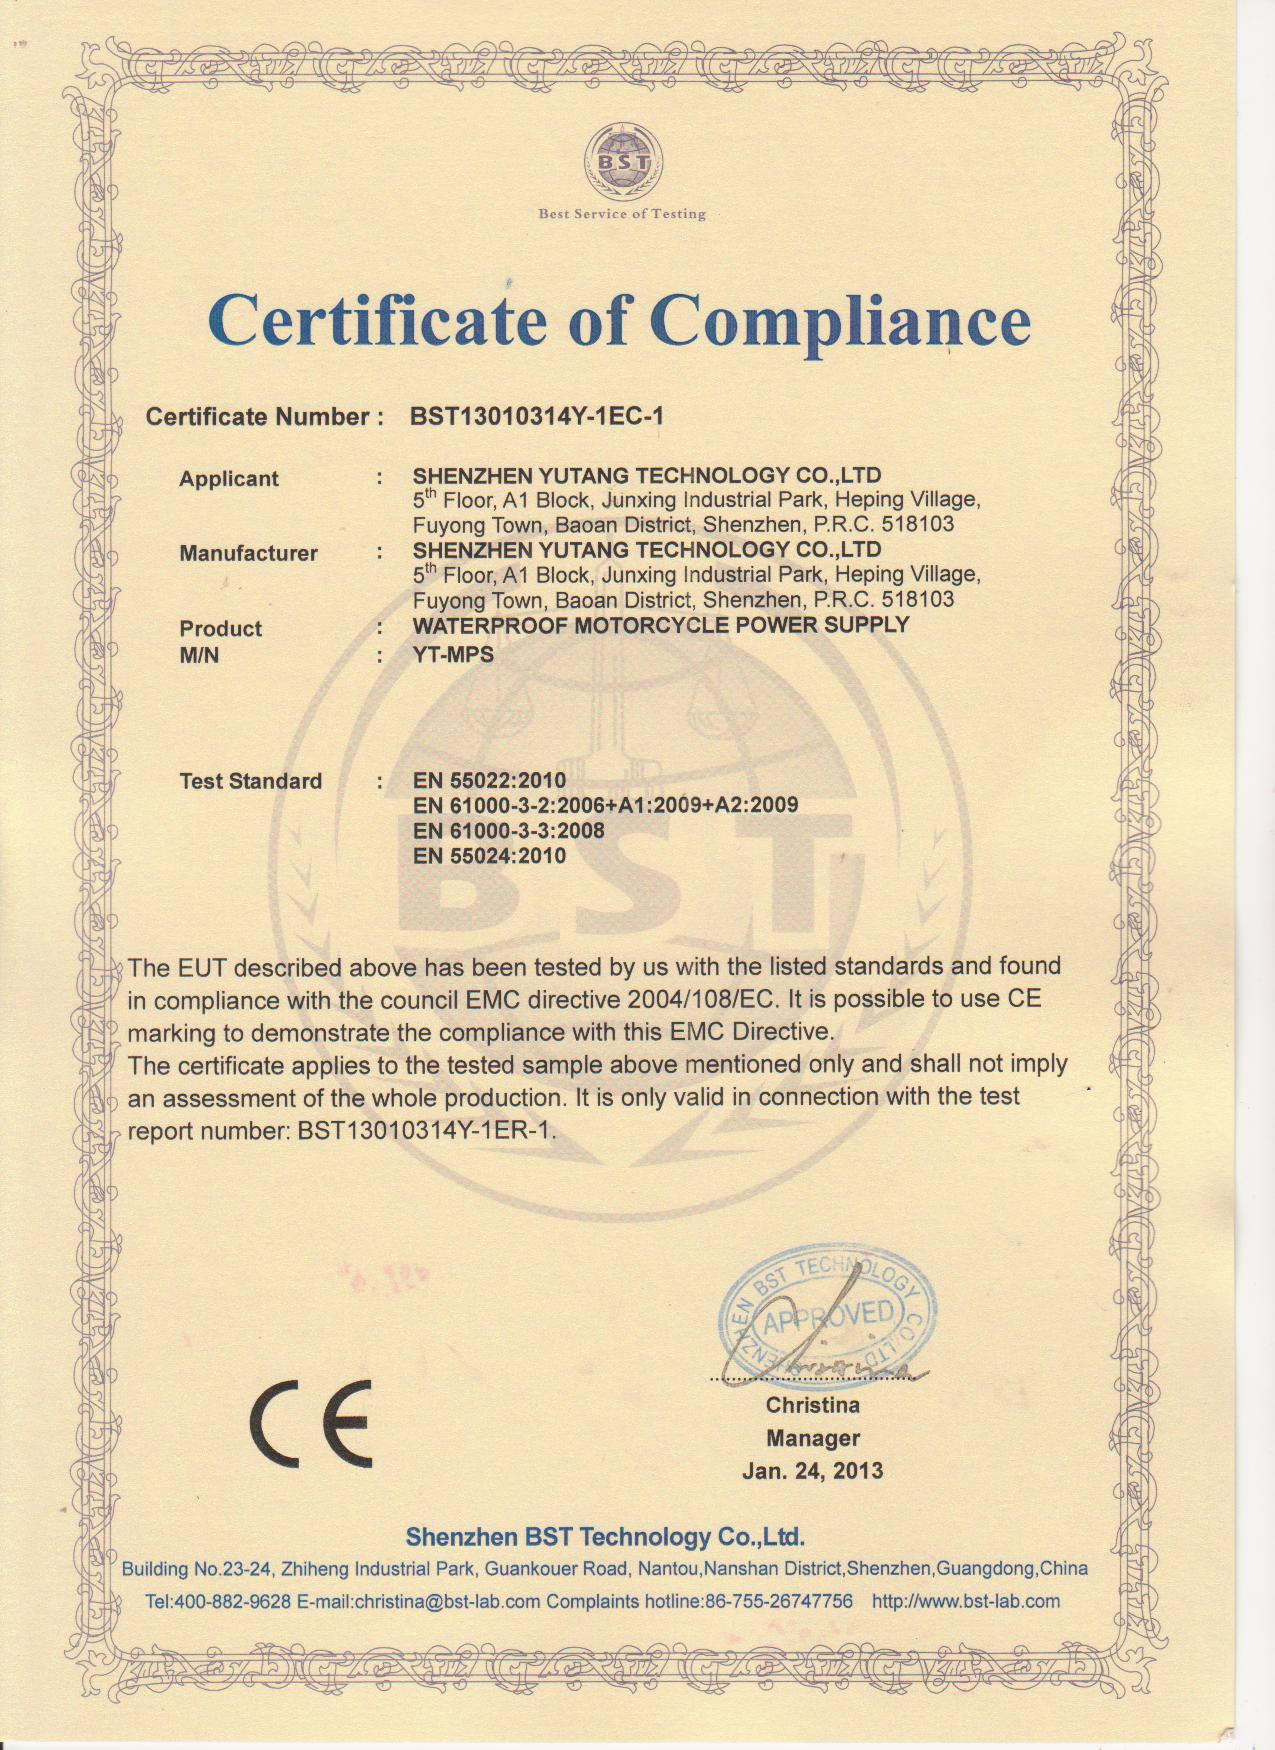 BST
Best Service of Testing
Certificate of Compliance
Certificate Number : BST13010314Y-1EC-1
Applicant : SHENZHEN YUTANG TECHNOLOGY CO.,LTD
5th Floor, A1 Block, Junxing Industrial Park, Heping Village,
Fuyong Town, Baoan District, Shenzhen, P.R.C. 518103
Manufacturer : SHENZHEN YUTANG TECHNOLOGY CO.,LTD
5th Floor, A1 Block, Junxing Industrial Park, Heping Village,
Fuyong Town, Baoan District, Shenzhen, P.R.C. 518103
Product : WATERPROOF MOTORCYCLE POWER SUPPLY
M/N : YT-MPS
Test Standard : EN 55022:2010
EN 61000-3-2:2006+A1:2009+A2:2009
EN 61000-3-3:2008
EN 55024:2010
BST
The EUT described above has been tested by us with the listed standards and found
in compliance with the council EMC directive 2004/108/EC. It is possible to use CE
marking to demonstrate the compliance with this EMC Directive.
The certificate applies to the tested sample above mentioned only and shall not imply
an assessment of the whole production. It is only valid in connection with the test
report number: BST13010314Y-1ER-1.
SHENZHEN BST TECHNOLOGY CO.,LTD
APPROVED
SHENZHEN
Christina
CE
Christina
Manager
Jan. 24, 2013
Shenzhen BST Technology Co.,Ltd.
Building No.23-24, Zhiheng Industrial Park, Guankouer Road, Nantou,Nanshan District,Shenzhen,Guangdong,China
Tel:400-882-9628 E-mail:christina@bst-lab.com Complaints hotline:86-755-26747756 http://www.bst-lab.com